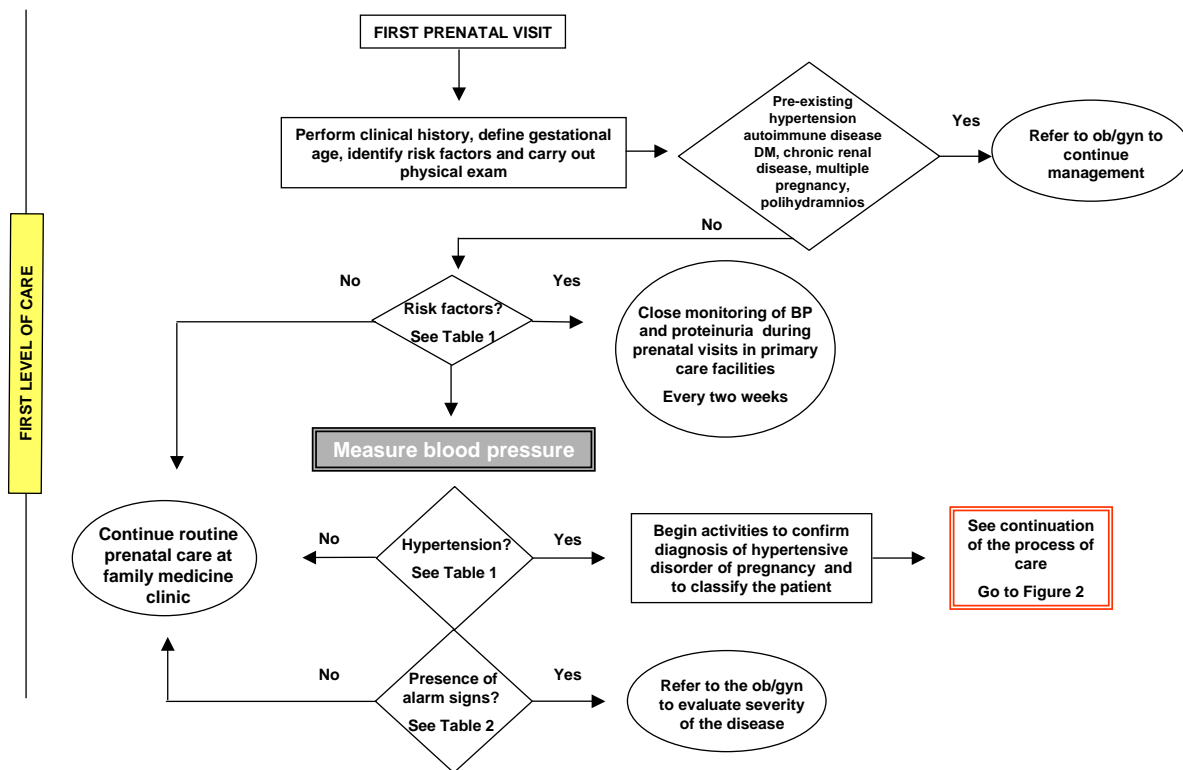 FIRST PRENATAL VISIT
Perform clinical history, define gestational
age, identify risk factors and carry out
physical exam
Pre-existing
hypertension
autoimmune disease
DM, chronic renal
disease, multiple
pregnancy,
polihydramnios
Yes
Refer to ob/gyn to
continue
management
No
FIRST LEVEL OF CARE
No
Risk factors?
See Table 1
Yes
Close monitoring of BP
and proteinuria during
prenatal visits in primary
care facilities
Every two weeks
Measure blood pressure
Continue routine
prenatal care at
family medicine
clinic
No
Hypertension?
See Table 1
Yes
Begin activities to confirm
diagnosis of hypertensive
disorder of pregnancy and
to classify the patient
See continuation
of the process of
care
Go to Figure 2
No
Presence of
alarm signs?
See Table 2
Yes
Refer to the ob/gyn
to evaluate severity
of the disease